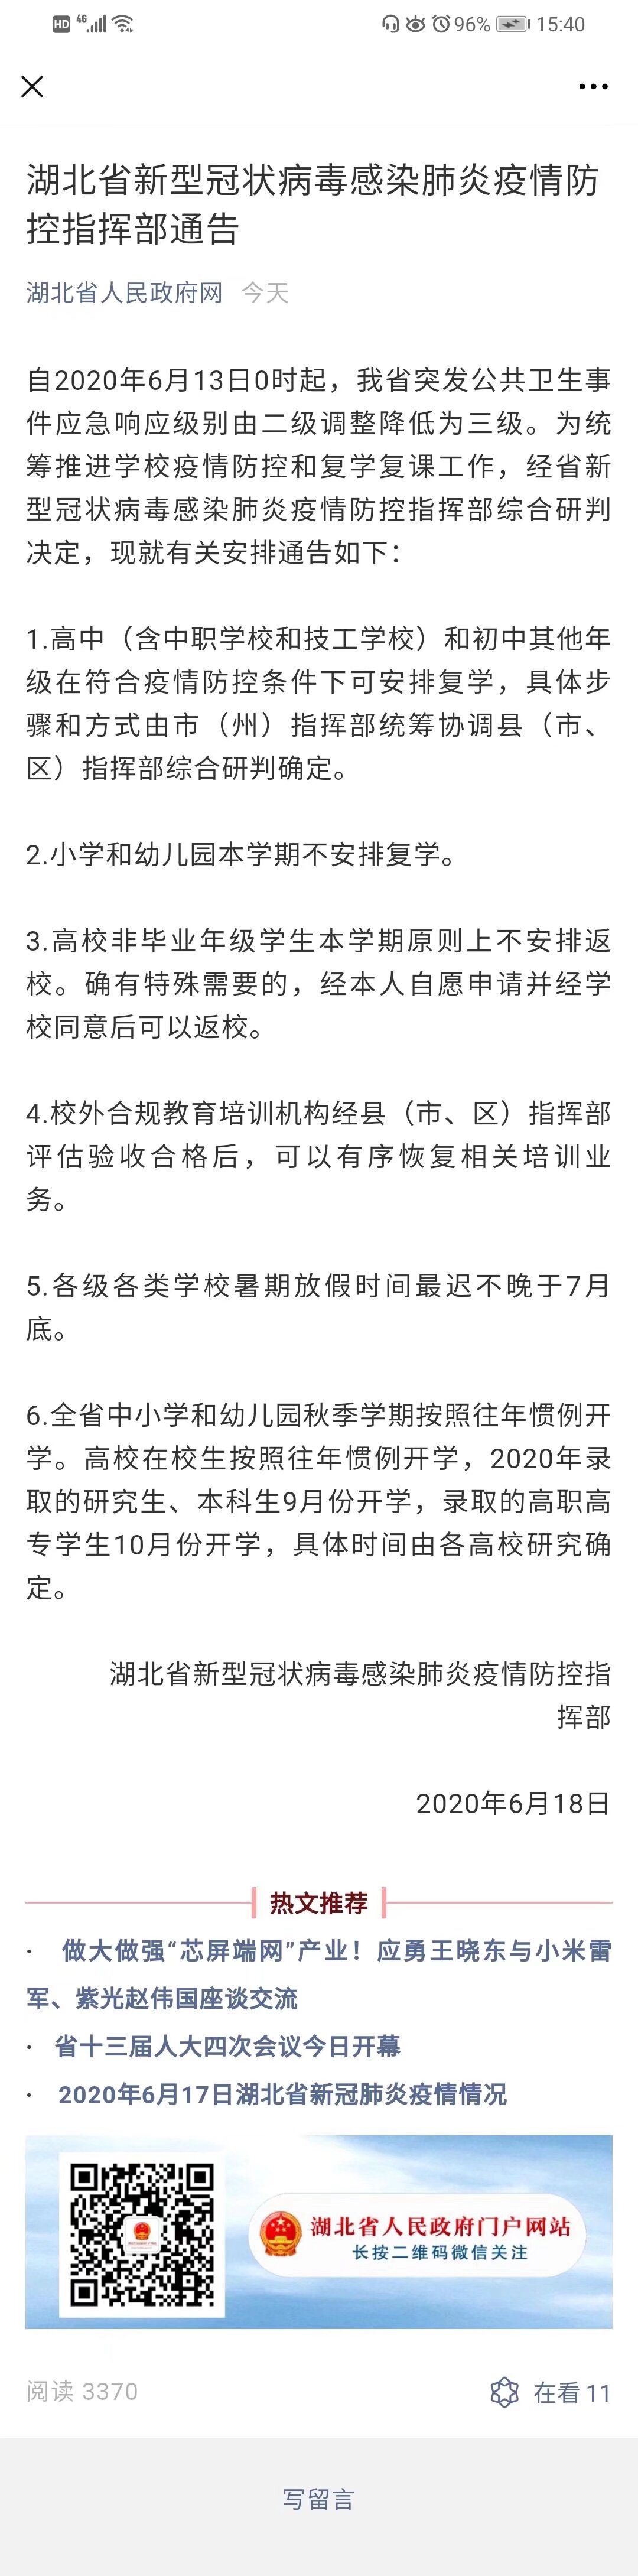 HD 4G 96% 15:40
湖北省新型冠状病毒感染肺炎疫情防
控指挥部通告
湖北省人民政府网 今天
自2020年6月13日0时起，我省突发公共卫生事
件应急响应级别由二级调整降低为三级。为统
筹推进学校疫情防控和复学复课工作，经省新
型冠状病毒感染肺炎疫情防控指挥部综合研判
决定，现就有关安排通告如下：
1.高中（含中职学校和技工学校）和初中其他年
级在符合疫情防控条件下可安排复学，具体步
骤和方式由市（州）指挥部统筹协调县（市、
区）指挥部综合研判确定。
2.小学和幼儿园本学期不安排复学。
3.高校非毕业年级学生本学期原则上不安排返
校。确有特殊需要的，经本人自愿申请并经学
校同意后可以返校。
4.校外合规教育培训机构经县（市、区）指挥部
评估验收合格后，可以有序恢复相关培训业
务。
5.各级各类学校暑期放假时间最迟不晚于7月
底。
6.全省中小学和幼儿园秋季学期按照往年惯例开
学。高校在校生按照往年惯例开学，2020年录
取的研究生、本科生9月份开学，录取的高职高
专学生10月份开学，具体时间由各高校研究确
定。
湖北省新型冠状病毒感染肺炎疫情防控指
挥部
2020年6月18日
热文推荐
· 做大做强“芯屏端网”产业！应勇王晓东与小米雷
军、紫光赵伟国座谈交流
· 省十三届人大四次会议今日开幕
· 2020年6月17日湖北省新冠肺炎疫情情况
湖北省人民政府门户网站
长按二维码微信关注
阅读 3370 在看 11
写留言